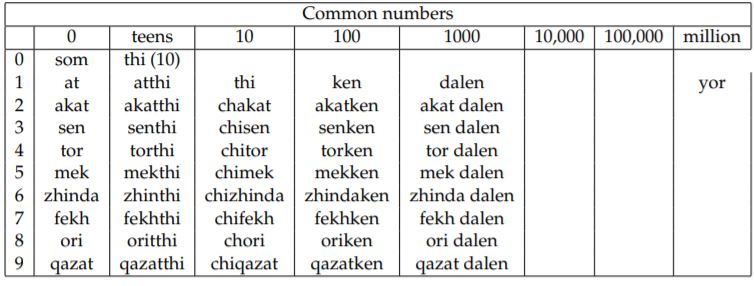 Common numbers
0 teens 10 100 1000 10,000 100,000 million
0 som thi (10)
1 at atthi thi ken dalen yor
2 akat akatthi chakat akatken akat dalen
3 sen senthi chisen senken sen dalen
4 tor torthi chitor torken tor dalen
5 mek mekthi chimek mekken mek dalen
6 zhinda zhinthi chizhinda zhindaken zhinda dalen
7 fekh fekhthi chifekh fekhken fekh dalen
8 ori oritthi chori oriken ori dalen
9 qazat qazatthi chiqazat qazatken qazat dalen